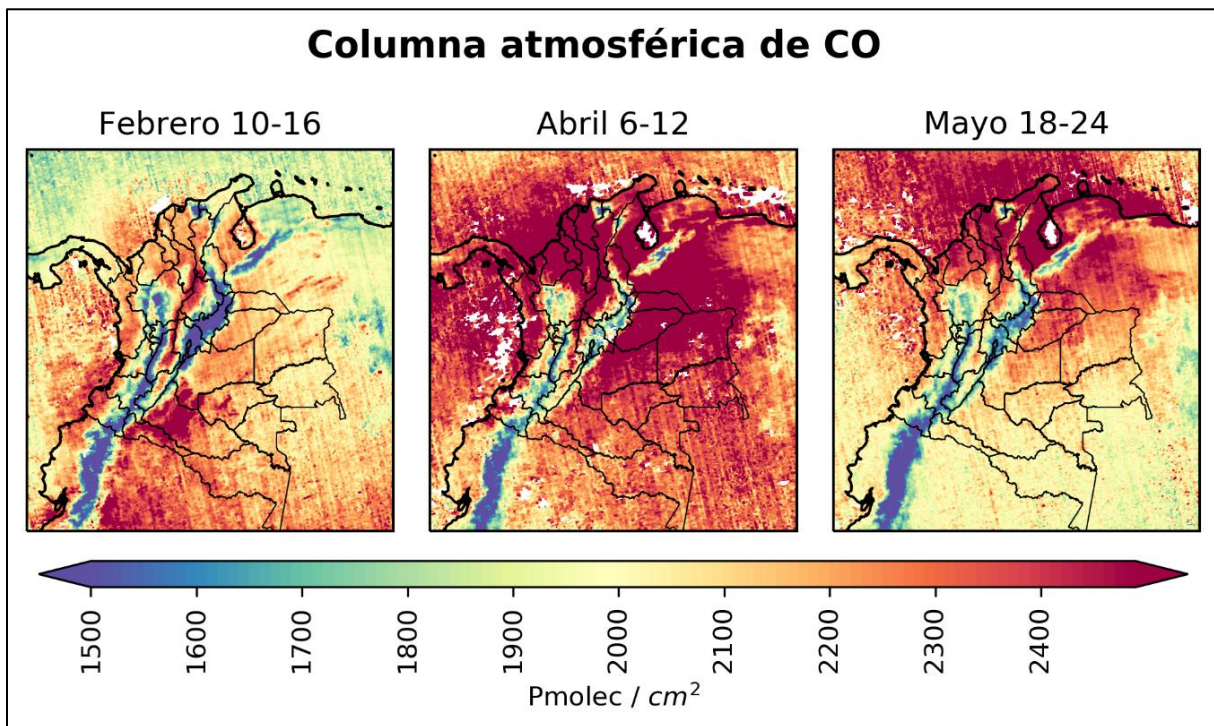 Columna atmosférica de CO
Febrero 10-16
Abril 6-12
Mayo 18-24
1500
1600
1700
1800
1900
2000
2100
2200
2300
2400
Pmolec / cm²